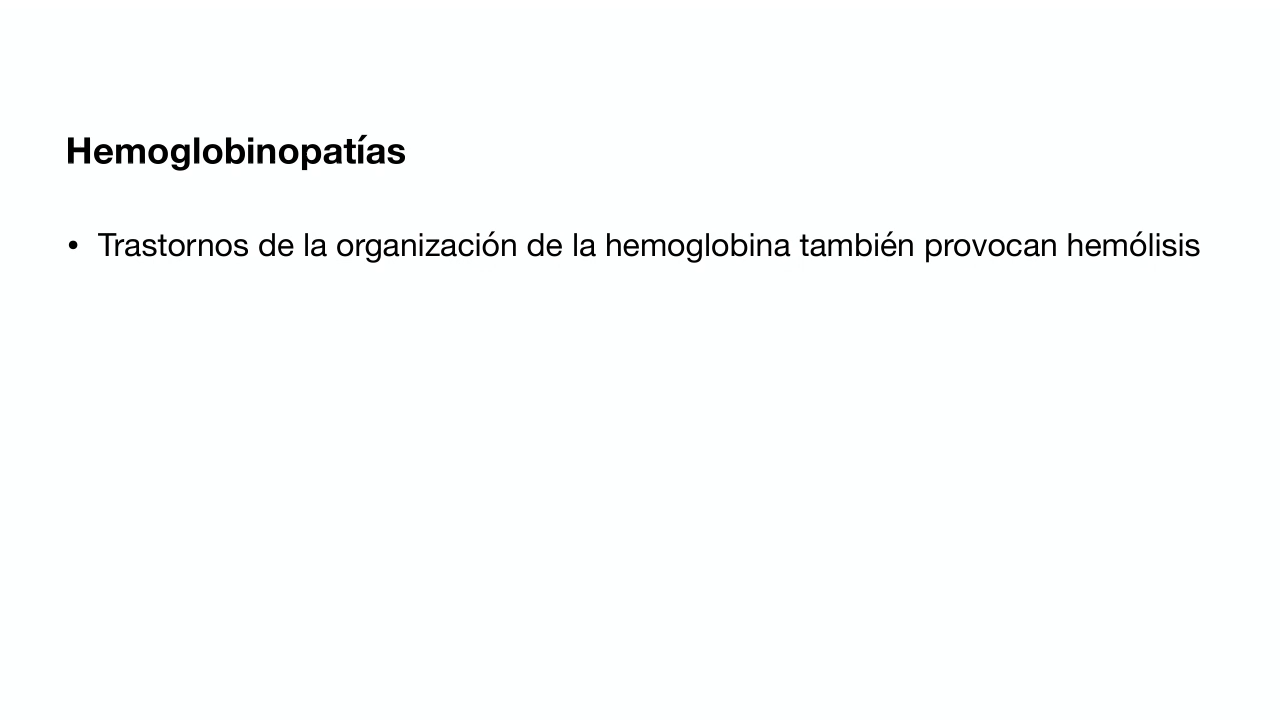 Hemoglobinopatías
• Trastornos de la organización de la hemoglobina también provocan hemólisis